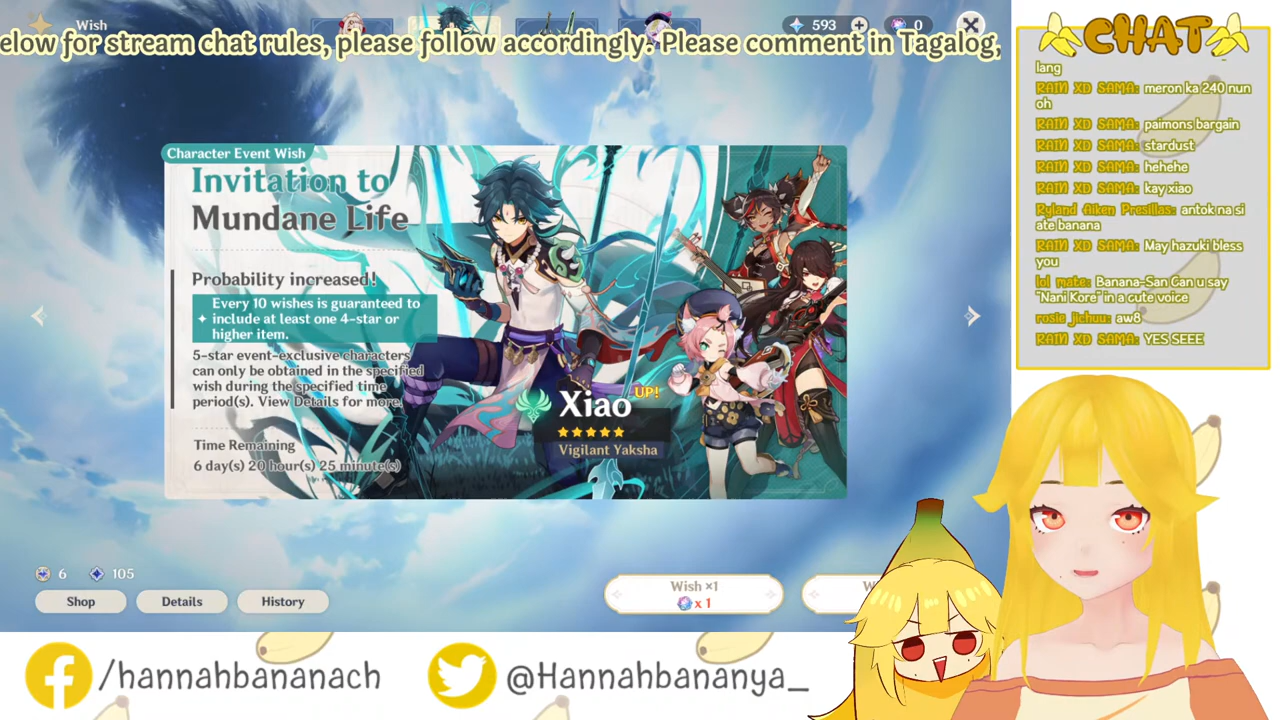 Wish
593
0
elow for stream chat rules, please follow accordingly. Please comment in Tagalog,
Character Event Wish
Invitation to
Mundane Life
Probability increased!
Every 10 wishes is guaranteed to
include at least one 4-star or
higher item.
5-star event-exclusive characters
can only be obtained in the specified
wish during the specified time
period(s). View Details for more.
Time Remaining
6 day(s) 20 hour(s) 25 minute(s)
Xiao
UP!
Vigilant Yaksha
6
105
Shop
Details
History
Wish ×1
x 1
W
/hannahbananach
@Hannahbananya_
CHAT
lang
RAIN XD SAMA: meron ka 240 nun
oh
RAIN XD SAMA: paimons bargain
RAIN XD SAMA: stardust
RAIN XD SAMA: hehehe
RAIN XD SAMA: kay xiao
Ryland Aiken Presillas: antok na si
ate banana
RAIN XD SAMA: May hazuki bless
you
lol mate: Banana-San Can u say
"Nani Kore" in a cute voice
rosie jichuu: aw8
RAIN XD SAMA: YES SEEE